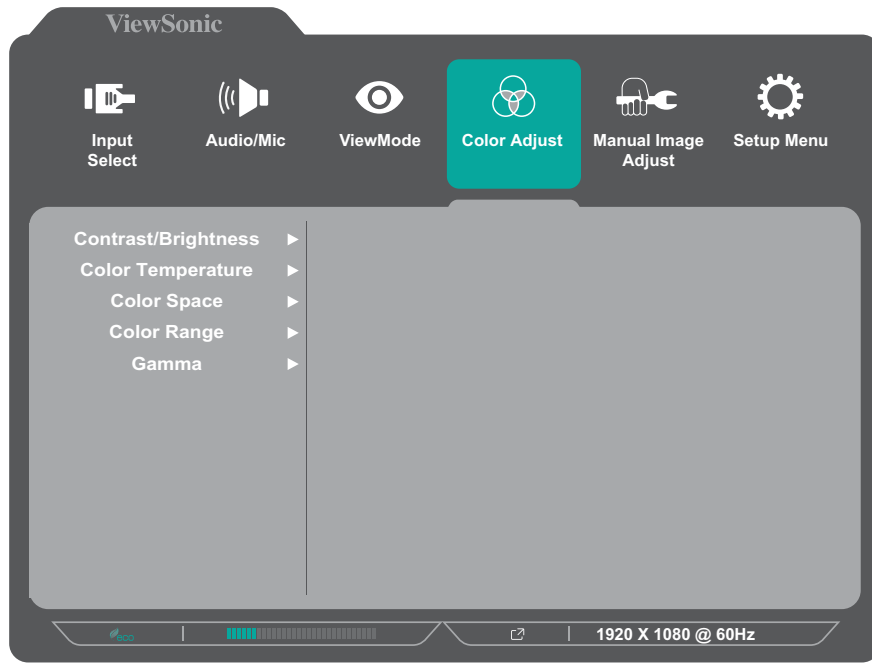 ViewSonic
Input
Select
Audio/Mic
ViewMode
Color Adjust
Manual Image
Adjust
Setup Menu
Contrast/Brightness
Color Temperature
Color Space
Color Range
Gamma
eco
1920 X 1080 @ 60Hz